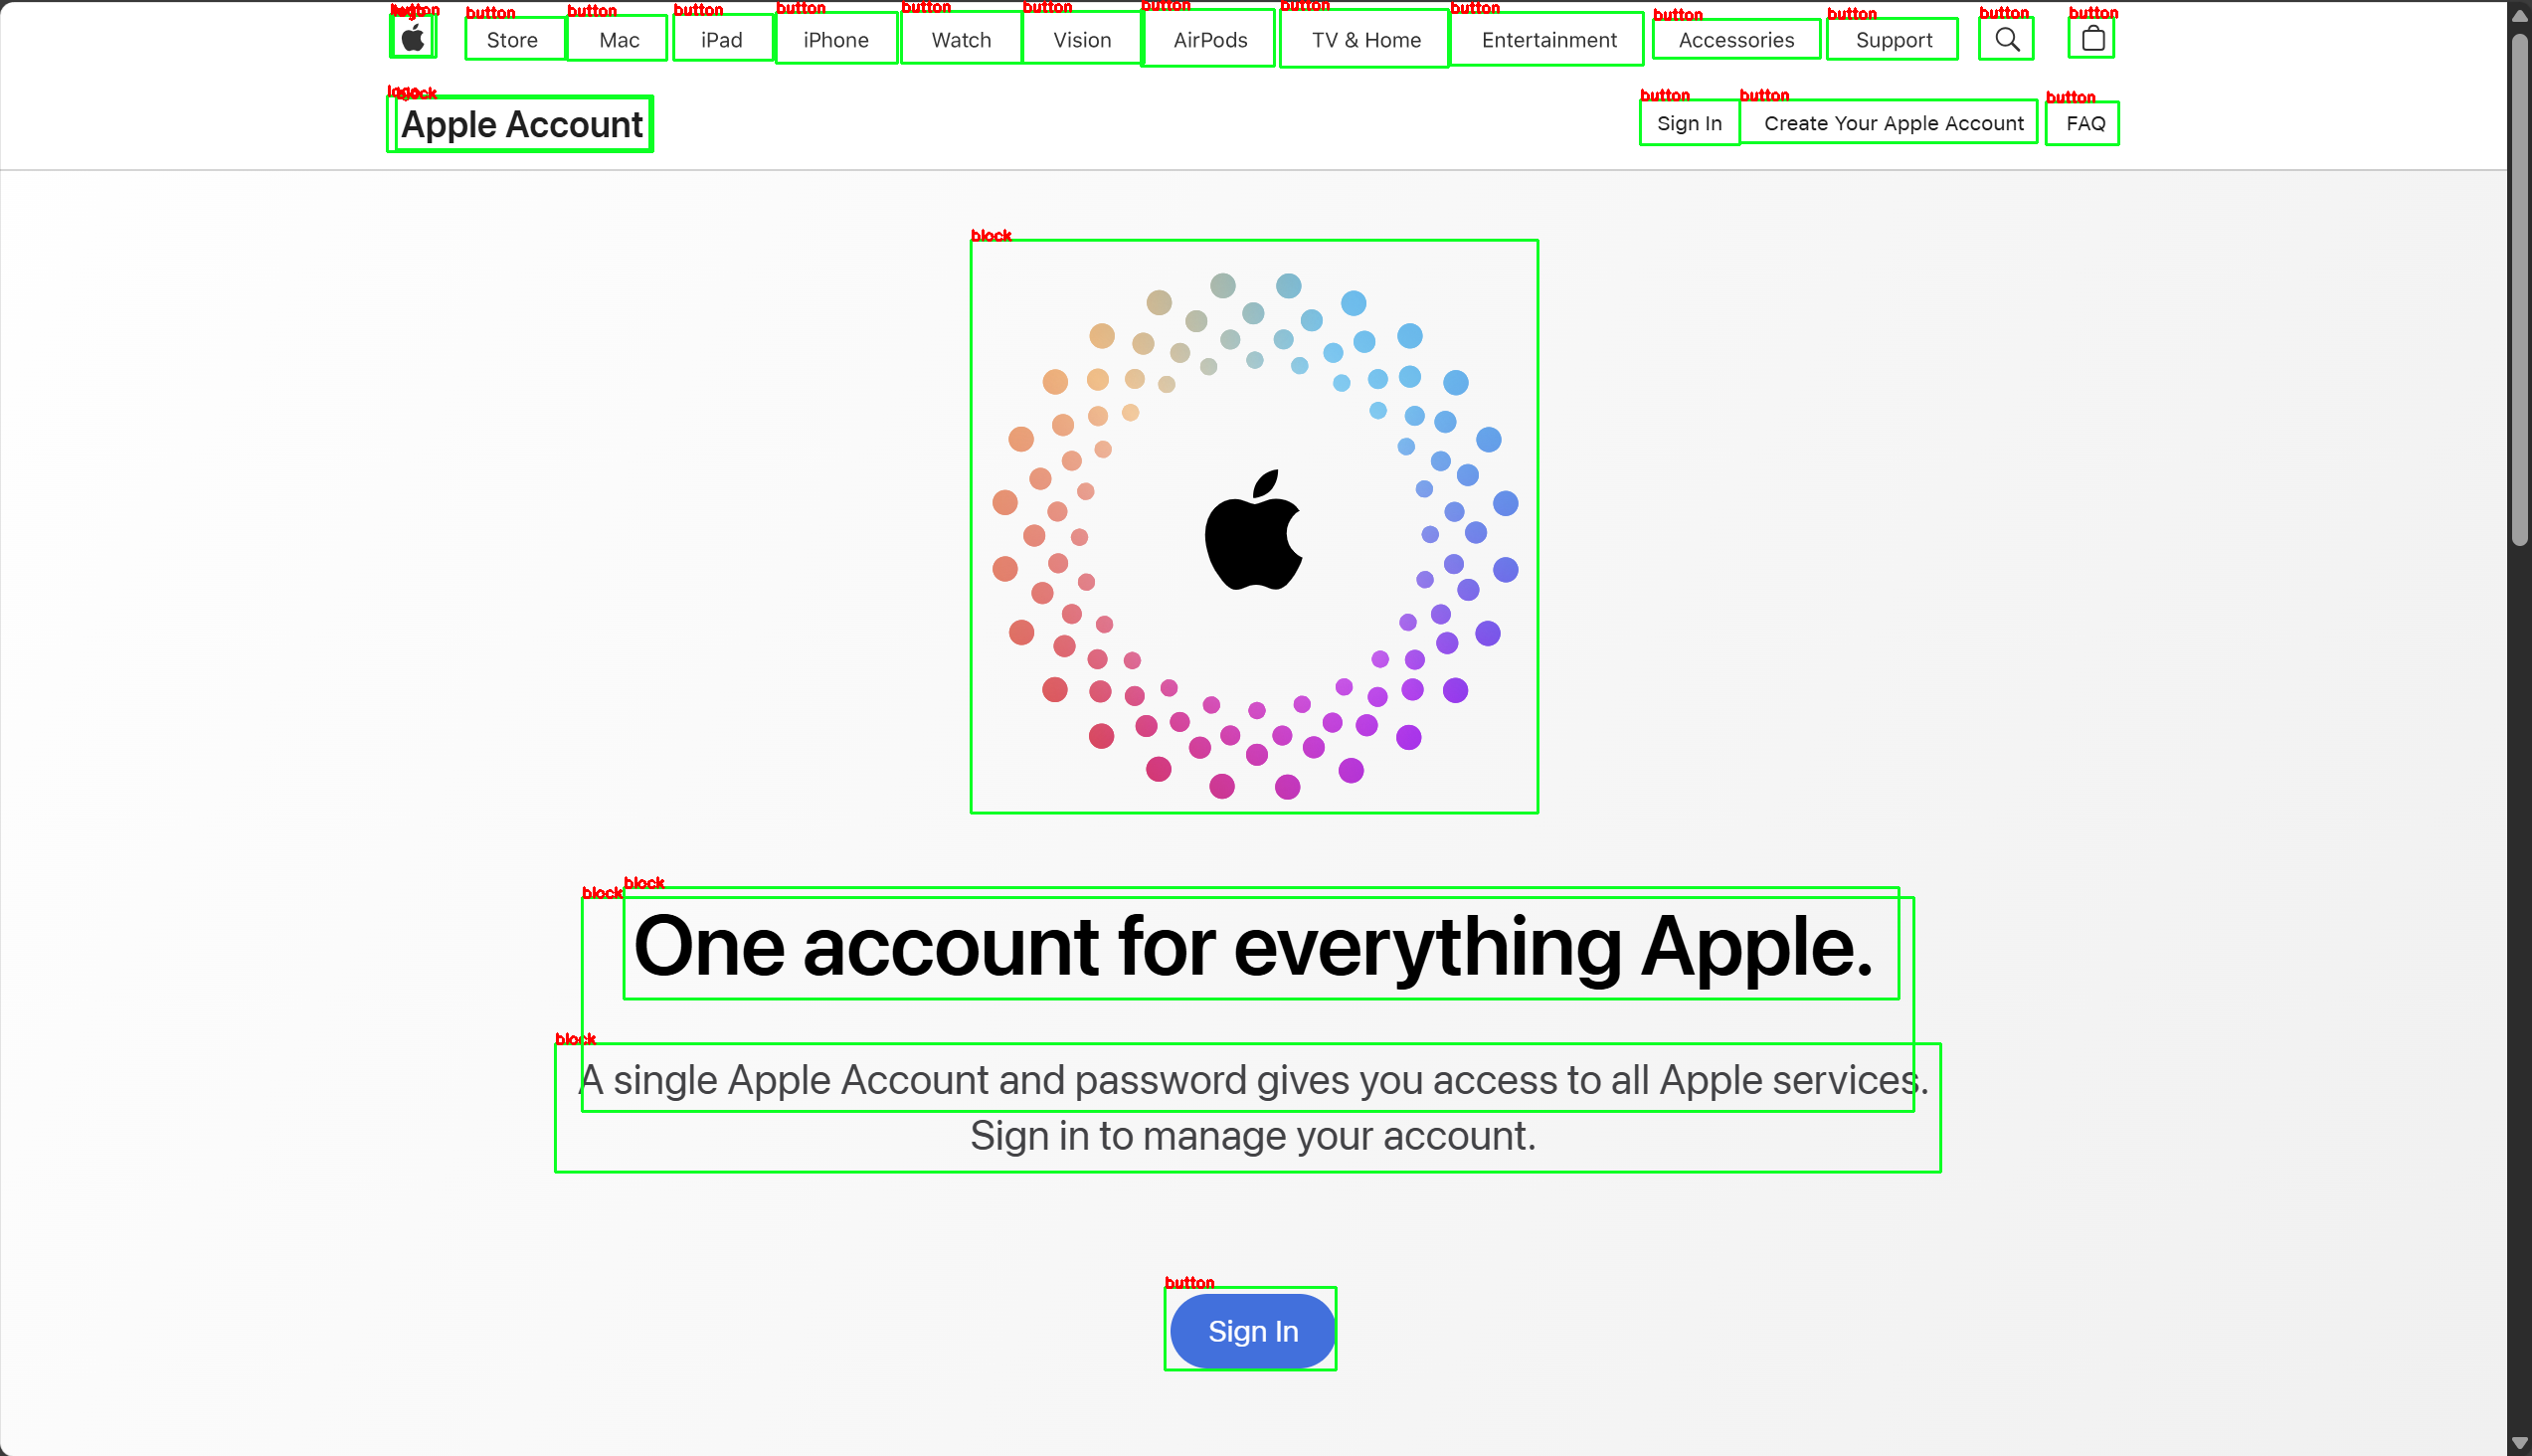 button
logo
button
button
button
button
button
button
button
button
button
button
button
button
button
Store
Mac
iPad
iPhone
Watch
Vision
AirPods
TV & Home
Entertainment
Accessories
Support
logo
block
button
button
button
Apple Account
Sign In
Create Your Apple Account
FAQ
block
block
block
One account for everything Apple.
block
A single Apple Account and password gives you access to all Apple services.
Sign in to manage your account.
button
Sign In